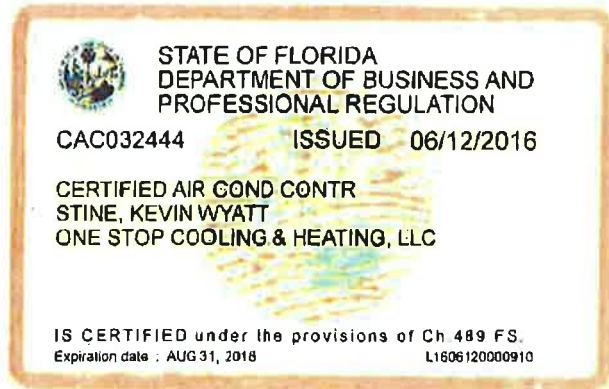 STATE OF FLORIDA
DEPARTMENT OF BUSINESS AND
PROFESSIONAL REGULATION
CAC032444 ISSUED 06/12/2016
CERTIFIED AIR COND CONTR
STINE, KEVIN WYATT
ONE STOP COOLING & HEATING, LLC
IS CERTIFIED under the provisions of Ch.489 FS.
Expiration date : AUG 31, 2018 L1606120000910